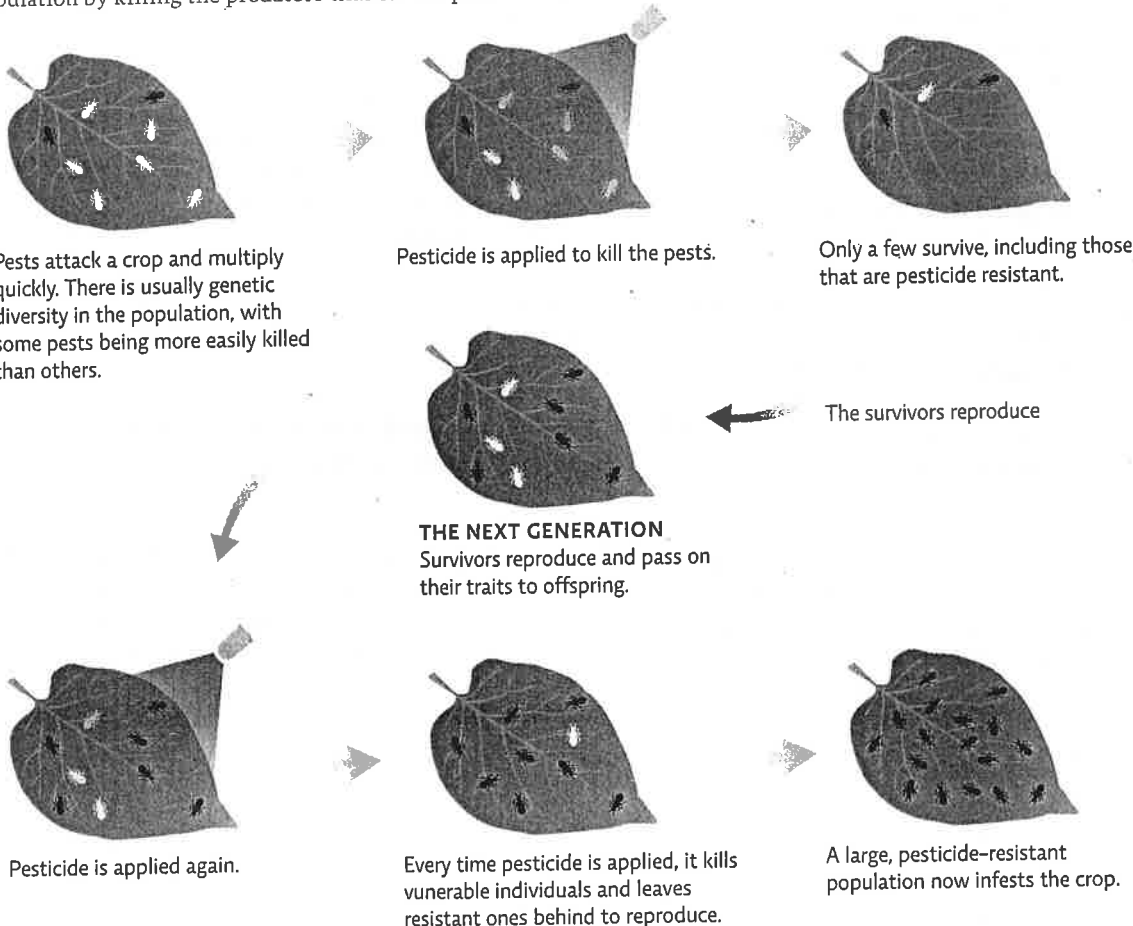 by killing the
Pests attack a crop and multiply
quickly. There is usually genetic
diversity in the population, with
some pests being more easily killed
than others.
Pesticide is applied to kill the pests.
Only a few survive, including those
that are pesticide resistant.
The survivors reproduce
THE NEXT GENERATION
Survivors reproduce and pass on
their traits to offspring.
Pesticide is applied again.
Every time pesticide is applied, it kills
vunerable individuals and leaves
resistant ones behind to reproduce.
A large, pesticide-resistant
population now infests the crop.